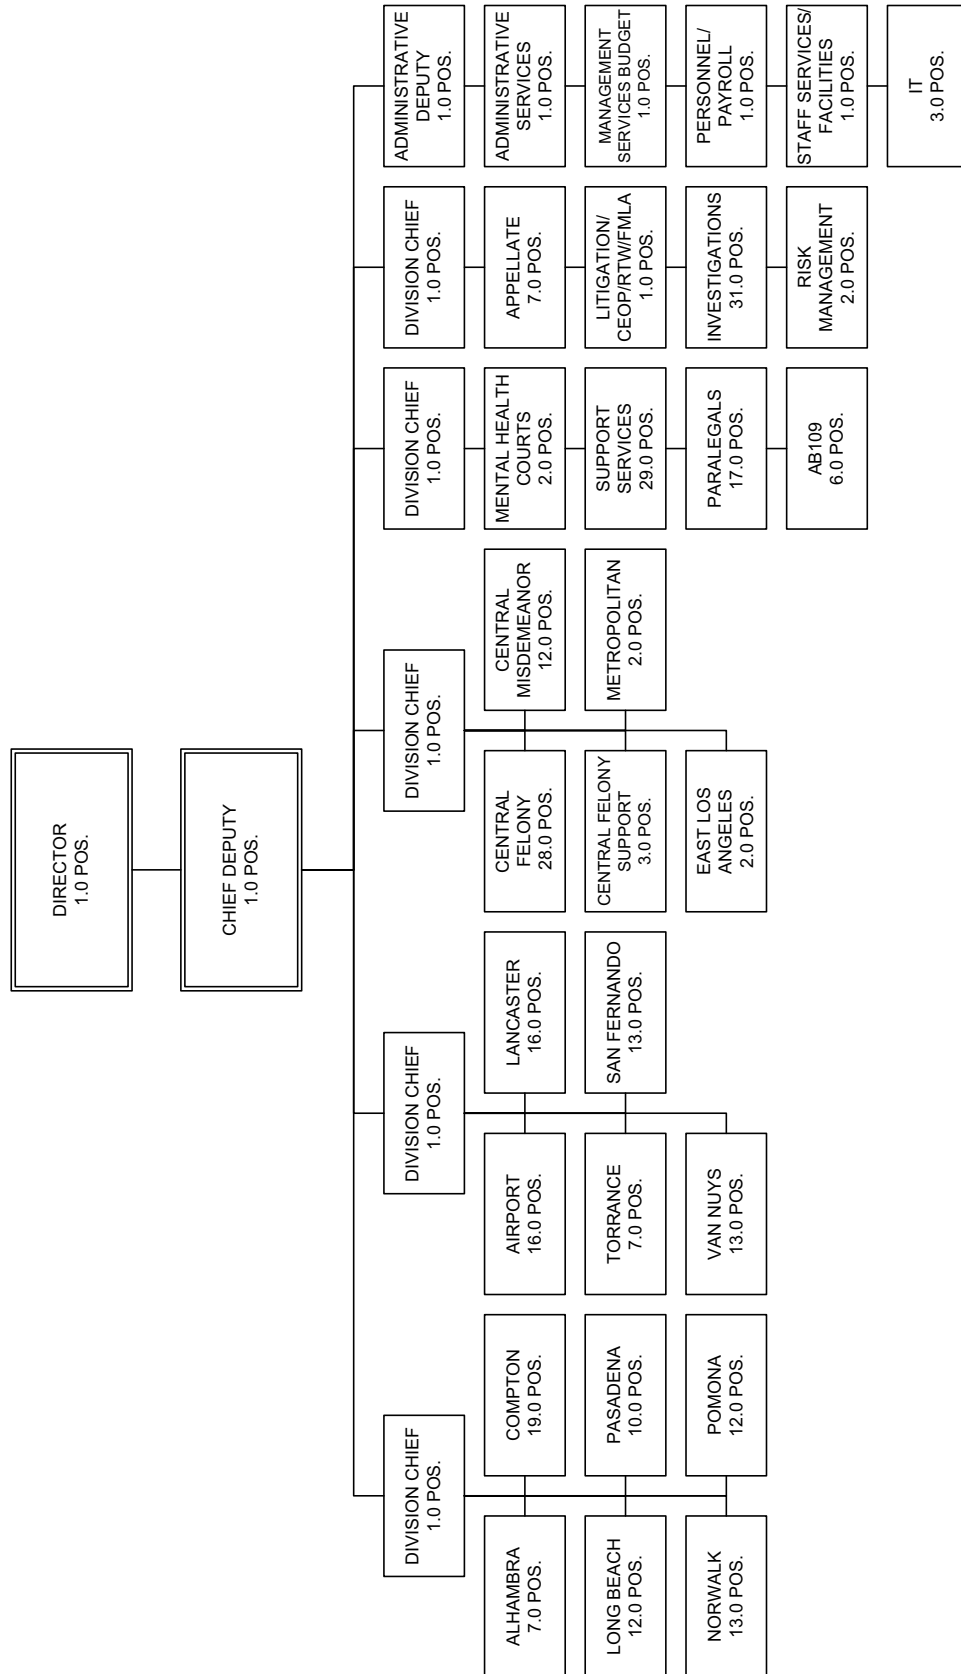 DIRECTOR
1.0 POS.
CHIEF DEPUTY
1.0 POS.
DIVISION CHIEF
1.0 POS.
ALHAMBRA
7.0 POS.
COMPTON
19.0 POS.
LONG BEACH
12.0 POS.
PASADENA
10.0 POS.
NORWALK
13.0 POS.
POMONA
12.0 POS.
DIVISION CHIEF
1.0 POS.
AIRPORT
16.0 POS.
LANCASTER
16.0 POS.
TORRANCE
7.0 POS.
SAN FERNANDO
13.0 POS.
VAN NUYS
13.0 POS.
DIVISION CHIEF
1.0 POS.
CENTRAL
FELONY
28.0 POS.
CENTRAL
MISDEMEANOR
12.0 POS.
CENTRAL FELONY
SUPPORT
3.0 POS.
METROPOLITAN
2.0 POS.
EAST LOS
ANGELES
2.0 POS.
DIVISION CHIEF
1.0 POS.
MENTAL HEALTH
COURTS
2.0 POS.
SUPPORT
SERVICES
29.0 POS.
PARALEGALS
17.0 POS.
AB109
6.0 POS.
DIVISION CHIEF
1.0 POS.
APPELLATE
7.0 POS.
LITIGATION/
CEOP/RTW/FMLA
1.0 POS.
INVESTIGATIONS
31.0 POS.
RISK
MANAGEMENT
2.0 POS.
ADMINISTRATIVE
DEPUTY
1.0 POS.
ADMINISTRATIVE
SERVICES
1.0 POS.
MANAGEMENT
SERVICES BUDGET
1.0 POS.
PERSONNEL/
PAYROLL
1.0 POS.
STAFF SERVICES/
FACILITIES
1.0 POS.
IT
3.0 POS.